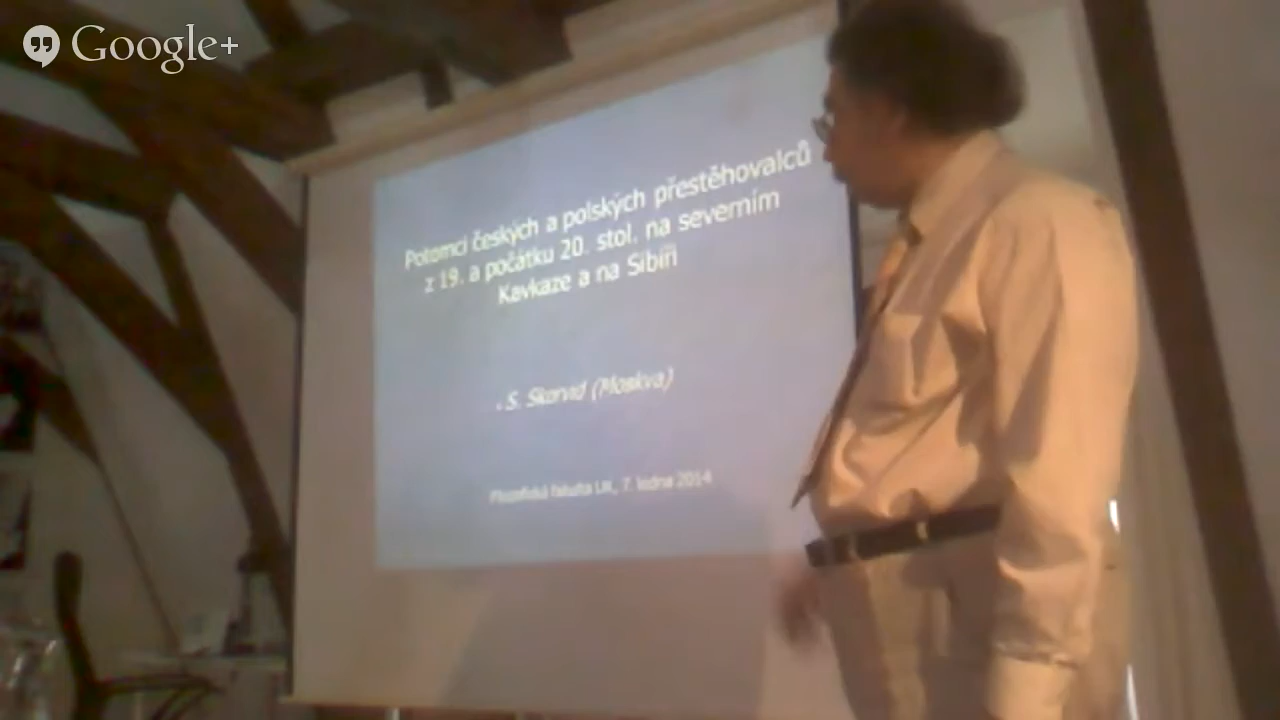 Google+
Potomci českých a polských přestěhovalců
z 19. a počátku 20. stol. na severním
Kavkaze a na Sibiři
S. Skorvid (Moskva)
Filozofická fakulta UK, 7. ledna 2014